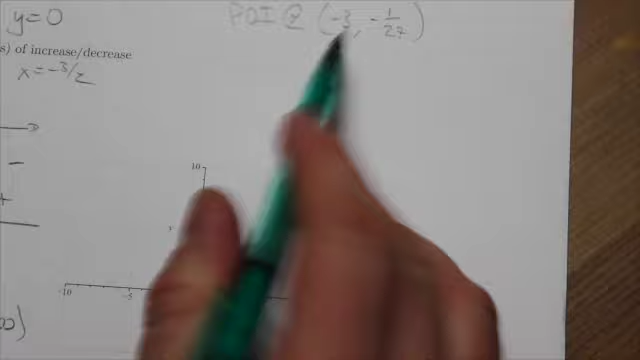 y=0
POI @ (-3, -1/27)
s) of increase/decrease
x=-3/2
10
-10
-5
∞)